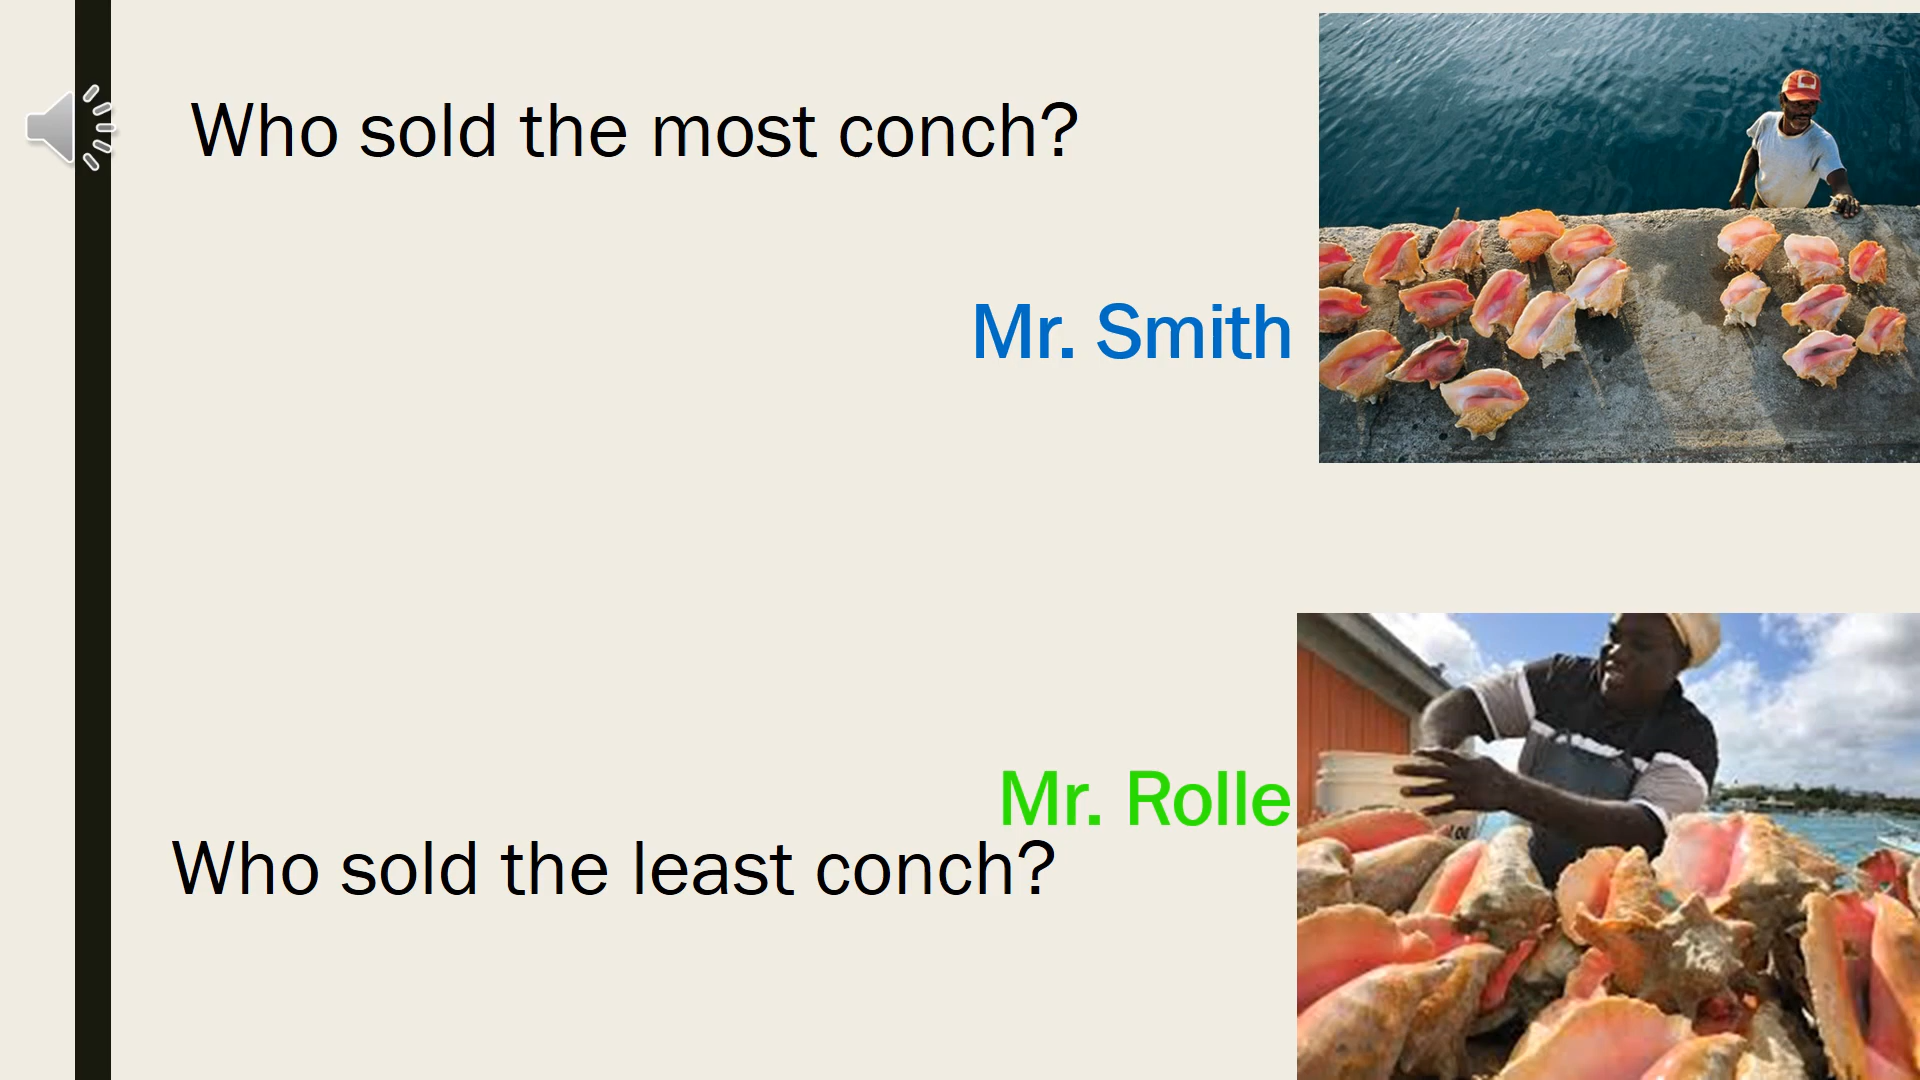 Who sold the most conch?
Mr. Smith
Mr. Rolle
Who sold the least conch?